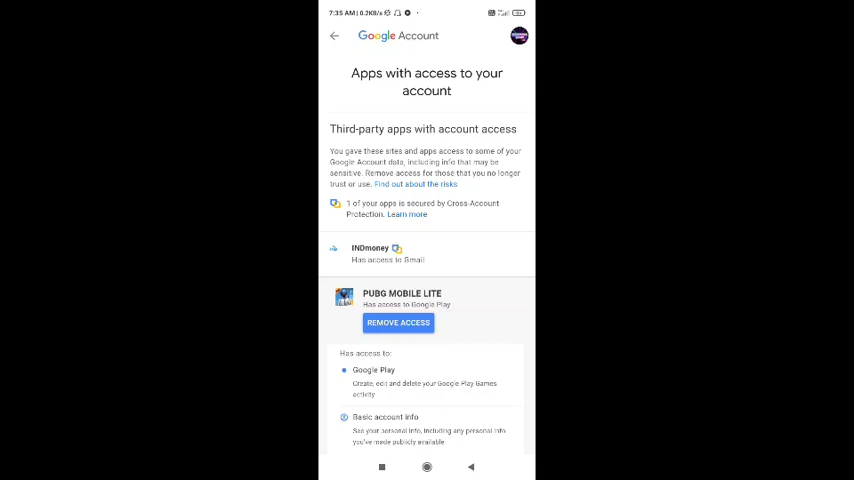 7:35 AM | 0.2KB/s
Google Account
Apps with access to your
account
Third-party apps with account access
You gave these sites and apps access to some of your
Google Account data, including info that may be
sensitive. Remove access for those that you no longer
trust or use. Find out about the risks
1 of your apps is secured by Cross-Account
Protection. Learn more
INDmoney
Has access to Gmail
PUBG MOBILE LITE
Has access to Google Play
REMOVE ACCESS
Has access to:
Google Play
Create, edit and delete your Google Play Games
activity
Basic account info
See your personal info, including any personal info
you've made publicly available